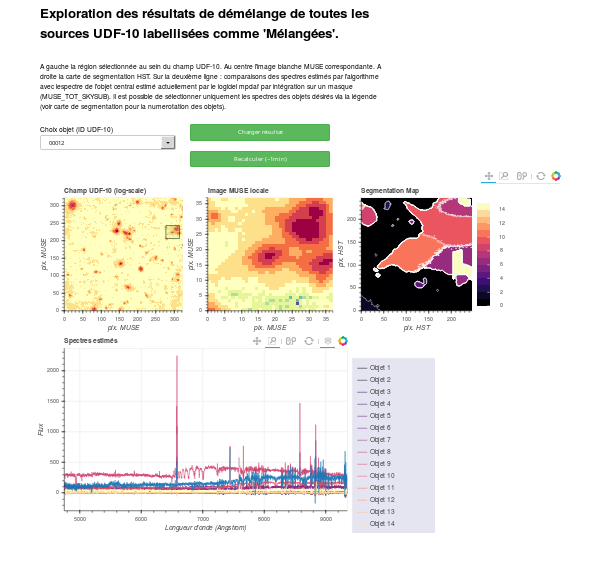 Exploration des résultats de démélange de toutes les
sources UDF-10 labellisées comme 'Mélangées'.
A gauche la région sélectionnée au sein du champ UDF-10. Au centre l'image blanche MUSE correspondante. A
droite la carte de segmentation HST. Sur la deuxième ligne : comparaisons des spectres estimés par l'algorithme
avec lespectre de l'objet central estimé actuellement par le logiciel mpdaf par intégration sur un masque
(MUSE_TOT_SKYSUB). Il est possible de sélectionner uniquement les spectres des objets désirés via la légende
(voir carte de segmentation pour la numerotation des objets).
Choix objet (ID UDF-10)
00012
Charger résultat
Recalculer (~1min)
Champ UDF-10 (log-scale)
pix. MUSE
300
250
200
150
100
50
0
0 50 100 150 200 250 300
pix. MUSE
Image MUSE locale
pix. MUSE
35
30
25
20
15
10
5
0
0 5 10 15 20 25 30 35
pix. MUSE
Segmentation Map
pix. HST
200
150
100
50
0
0 50 100 150 200
pix. HST
14
12
10
8
6
4
2
0
Spectres estimés
Flux
2000
1500
1000
500
0
5000 6000 7000 8000 9000
Longueur d'onde (Angstrom)
Objet 1
Objet 2
Objet 3
Objet 4
Objet 5
Objet 6
Objet 7
Objet 8
Objet 9
Objet 10
Objet 11
Objet 12
Objet 13
Objet 14